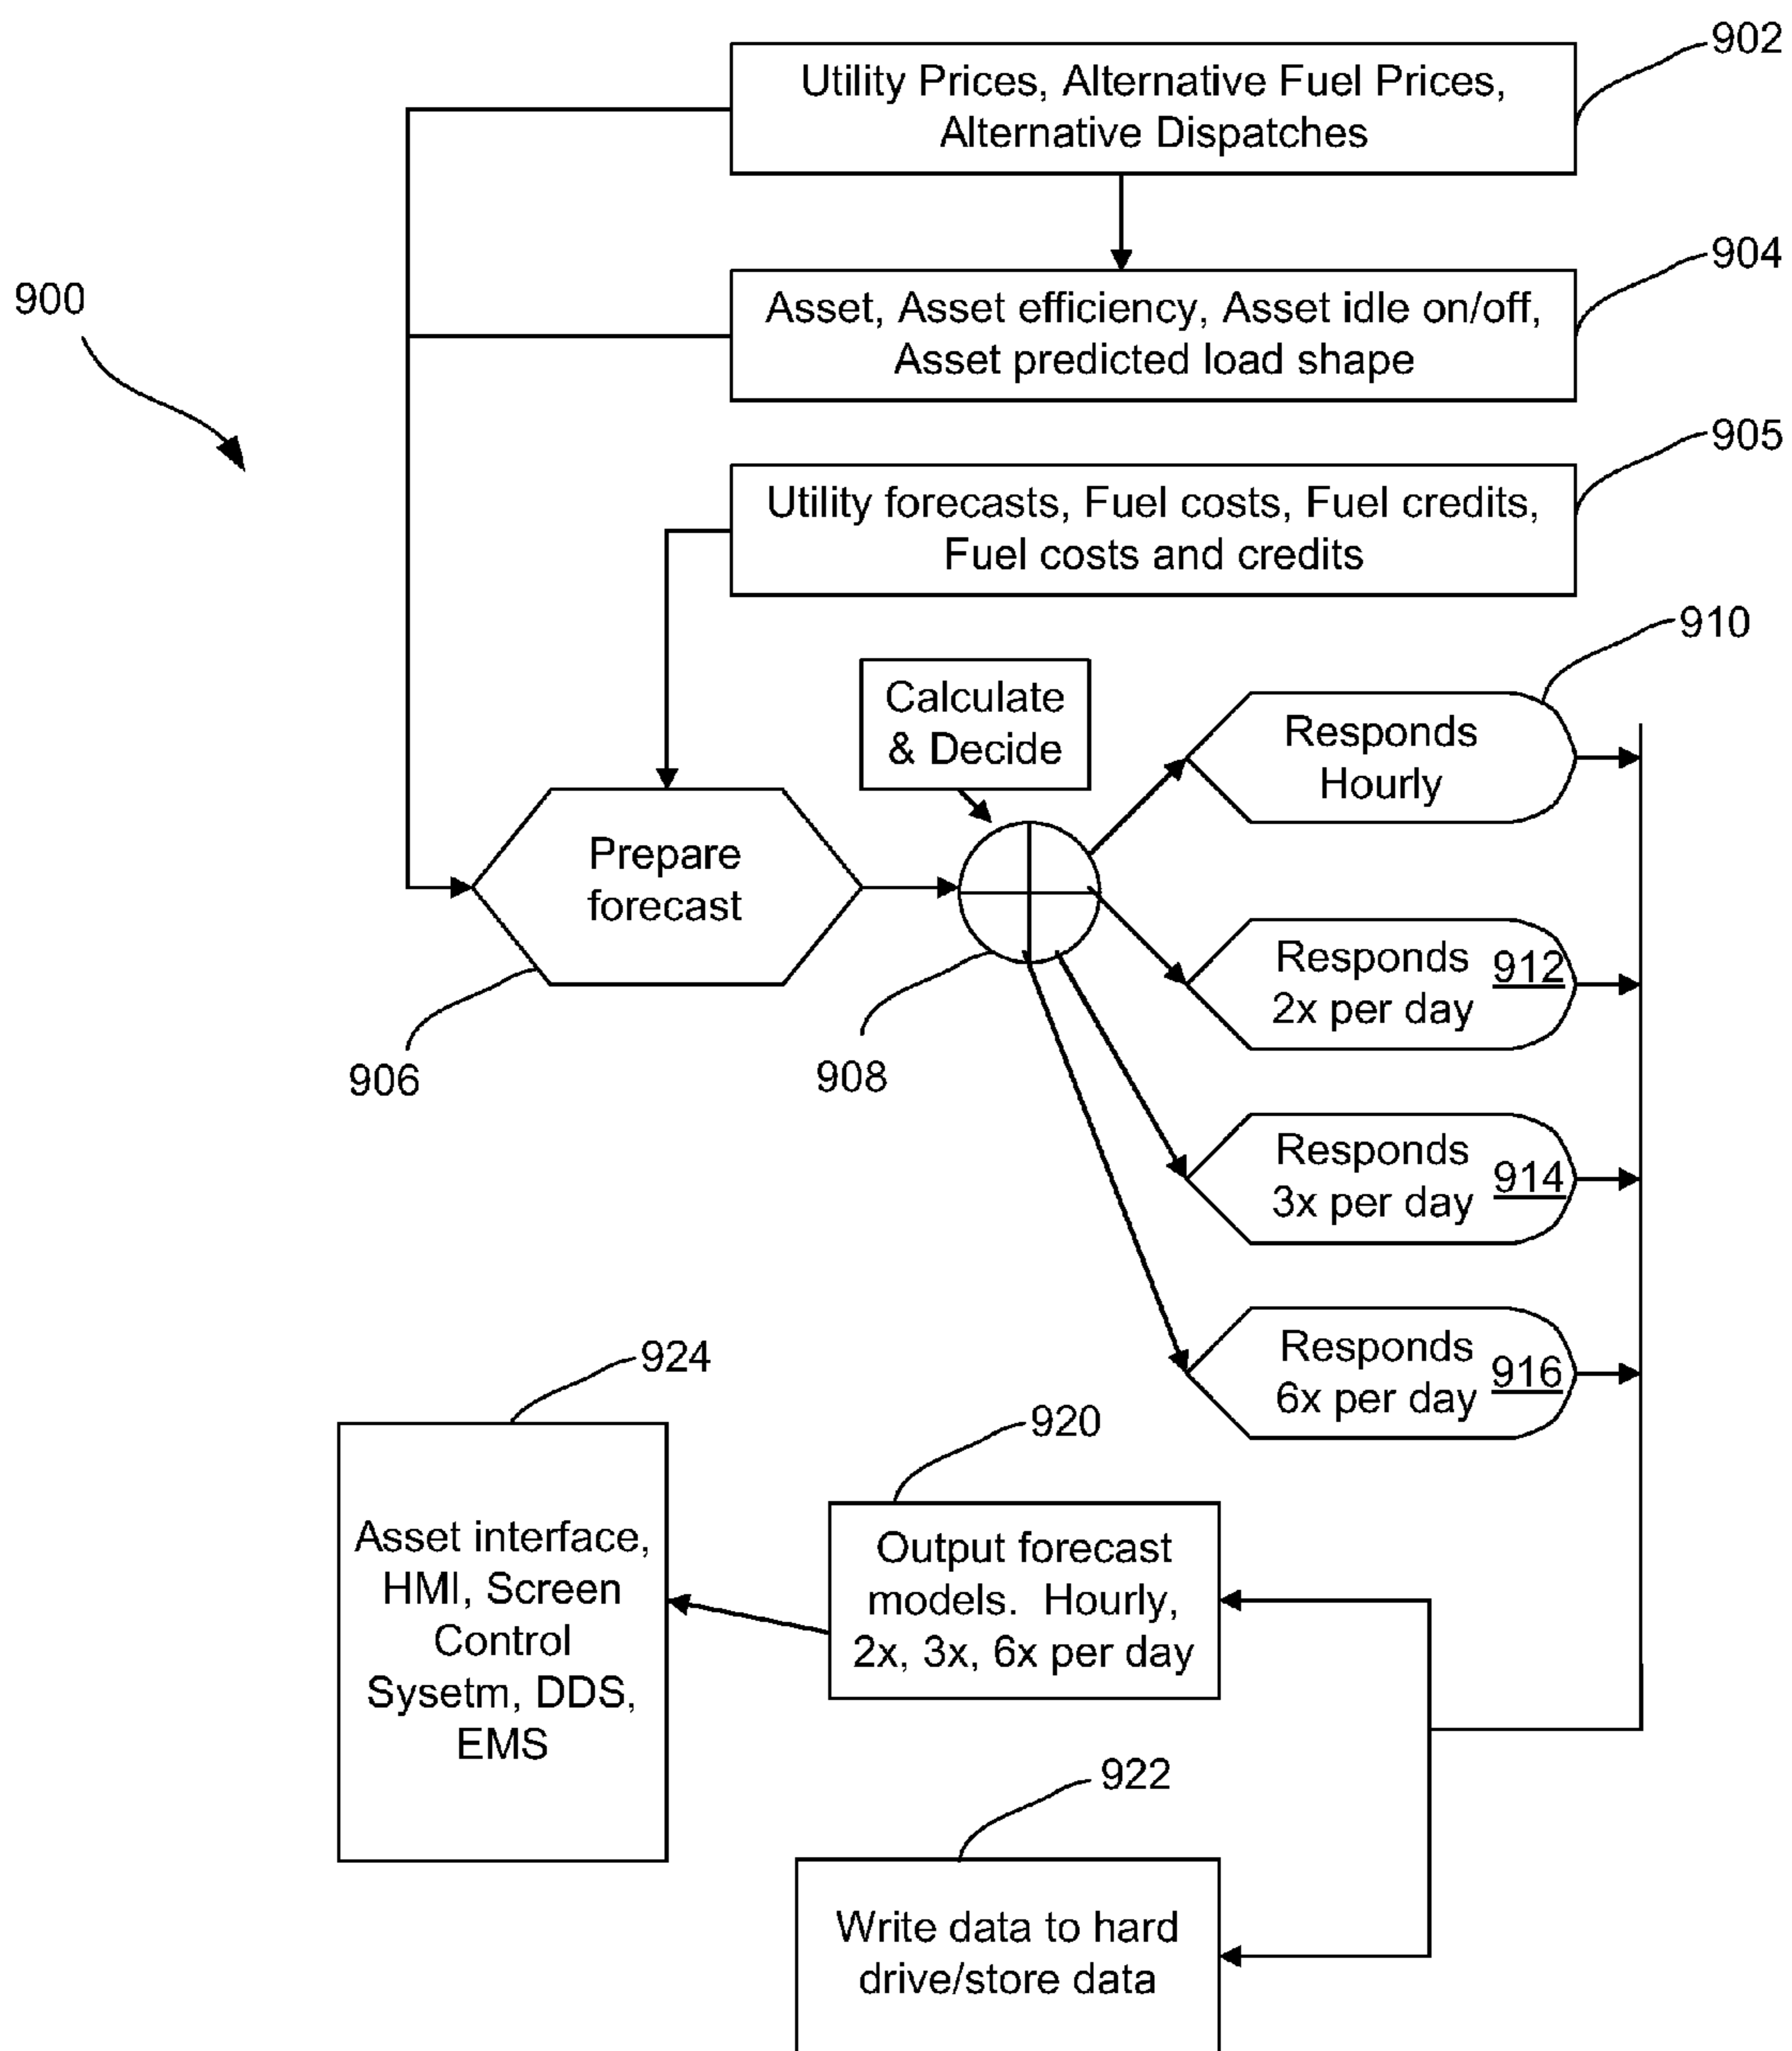 902
Utility Prices, Alternative Fuel Prices,
Alternative Dispatches
904
900
Asset, Asset efficiency, Asset idle on/off,
Asset predicted load shape
905
Utility forecasts, Fuel costs, Fuel credits,
Fuel costs and credits
910
Calculate
& Decide
Responds
Hourly
Prepare
forecast
906
908
Responds
2x per day
912
Responds
3x per day
914
Responds
6x per day
916
924
920
Asset interface,
HMI, Screen
Control
Sysetm, DDS,
EMS
Output forecast
models. Hourly,
2x, 3x, 6x per day
922
Write data to hard
drive/store data